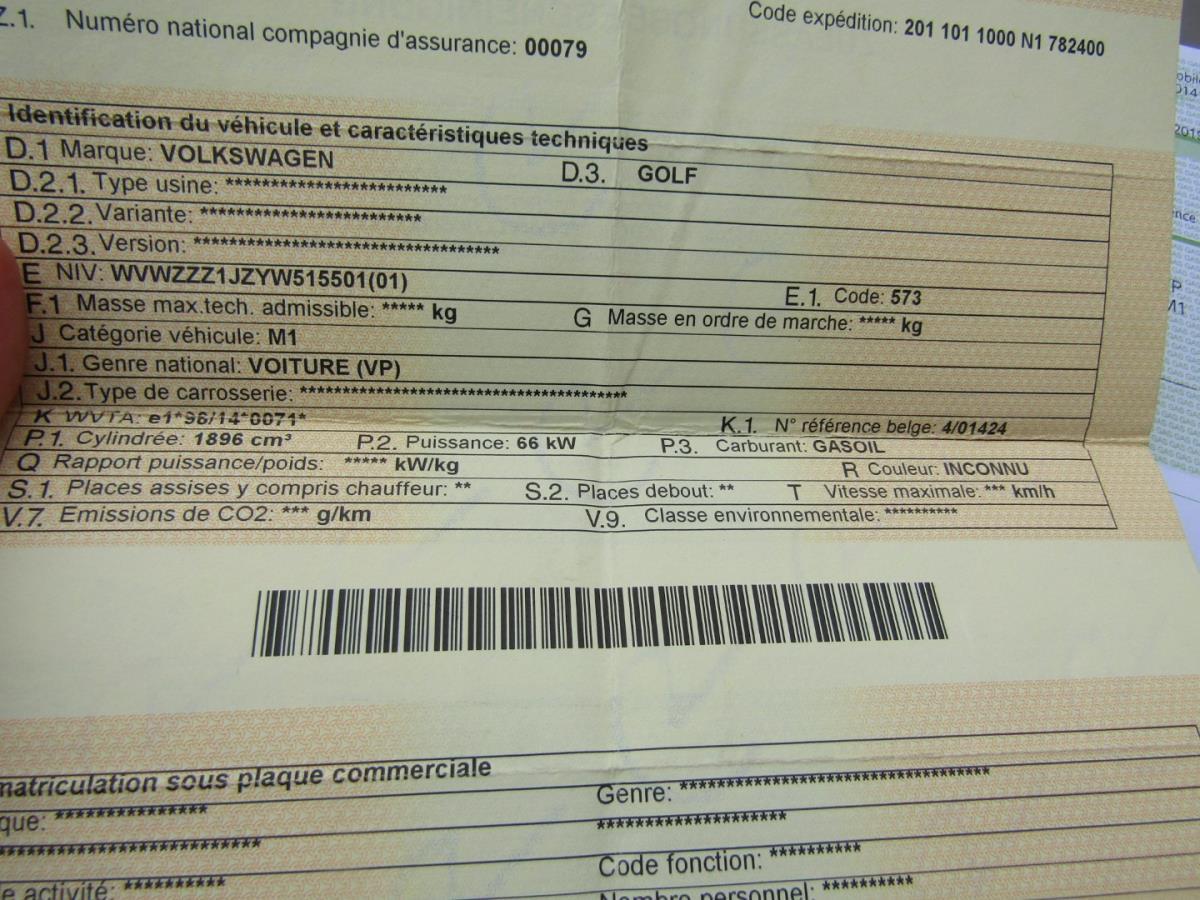 Z.1. Numéro national compagnie d'assurance: 00079
Code expédition: 201 101 1000 N1 782400
Identification du véhicule et caractéristiques techniques
D.1 Marque: VOLKSWAGEN D.3. GOLF
D.2.1. Type usine: *************************
D.2.2. Variante: *************************
D.2.3. Version: ***********************************
E NIV: WVWZZZ1JZYW515501(01) E.1. Code: 573
F.1 Masse max.tech. admissible: ***** kg G Masse en ordre de marche: ***** kg
J Catégorie véhicule: M1
J.1. Genre national: VOITURE (VP)
J.2. Type de carrosserie: *************************************
K WVTA: e1*98/14*0071* K.1. N° référence belge: 4/01424
P.1. Cylindrée: 1896 cm³ P.2. Puissance: 66 kW P.3. Carburant: GASOIL
Q Rapport puissance/poids: ***** kW/kg R Couleur: INCONNU
S.1. Places assises y compris chauffeur: ** S.2. Places debout: ** T Vitesse maximale: *** km/h
V.7. Emissions de CO2: *** g/km V.9. Classe environnementale: **********
matriculation sous plaque commerciale
que: ***************** Genre: ***********************************
***************************** *********************
Code fonction: **********
e activité: *********** Nombre personnel: **********